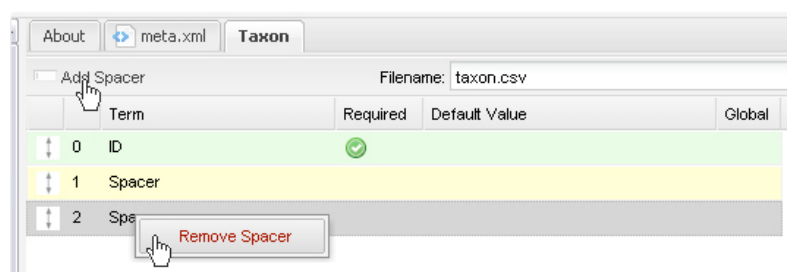 About meta.xml Taxon
Add Spacer Filename: taxon.csv
Term Required Default Value Global
0 ID
1 Spacer
2 Spa
Remove Spacer